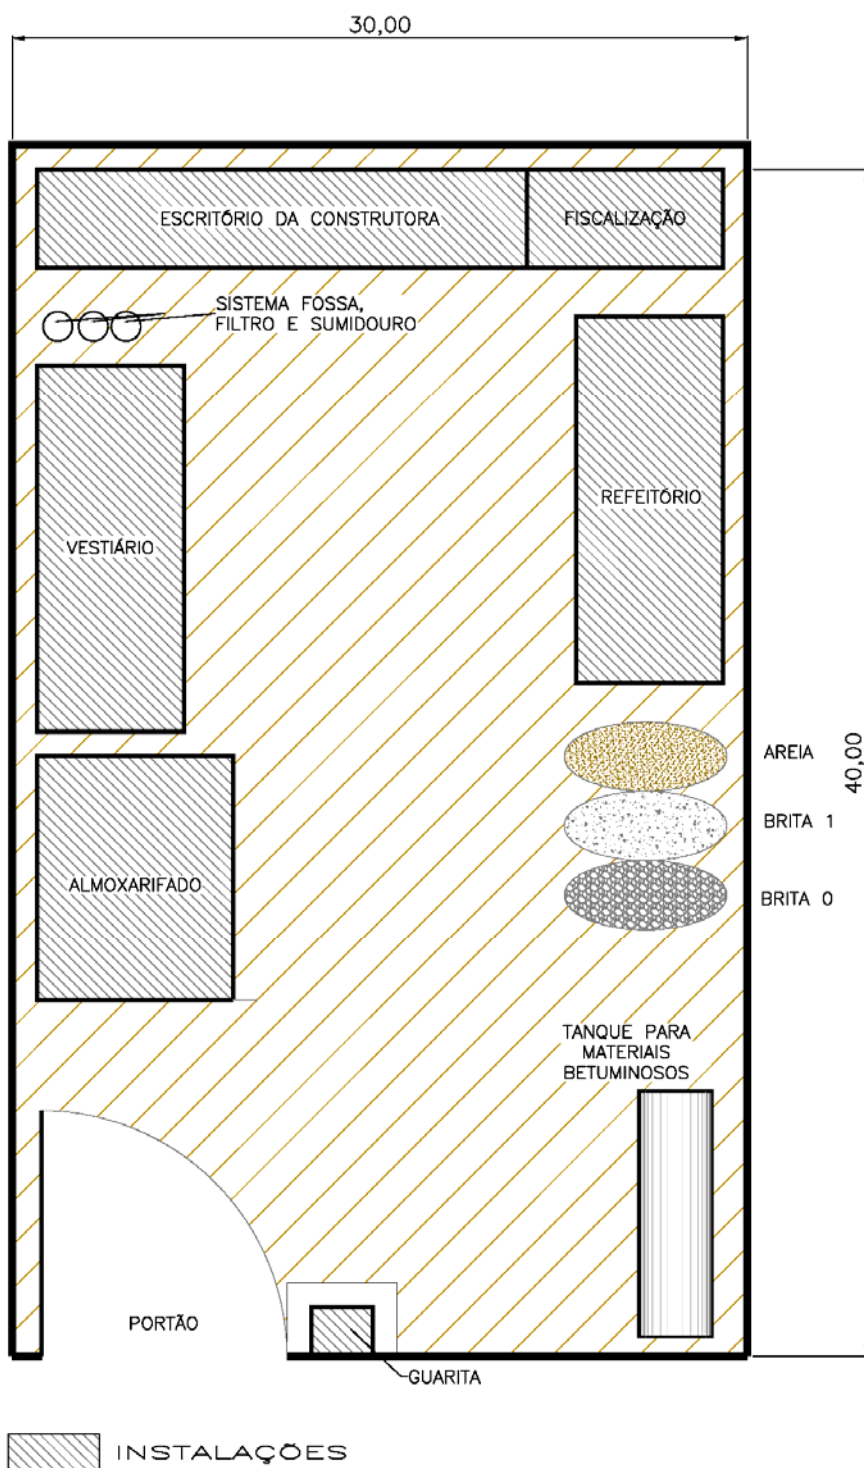 30,00
ESCRITÓRIO DA CONSTRUTORA
FISCALIZAÇÃO
SISTEMA FOSSA,
FILTRO E SUMIDOURO
REFEITÓRIO
VESTIÁRIO
AREIA
40,00
BRITA 1
ALMOXARIFADO
BRITA 0
TANQUE PARA
MATERIAIS
BETUMINOSOS
PORTÃO
GUARITA
INSTALAÇÕES